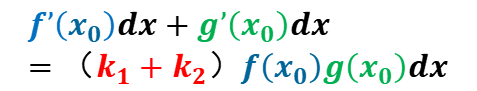 f’(x₀)dx + g’(x₀)dx
= （k₁ + k₂）f(x₀)g(x₀)dx